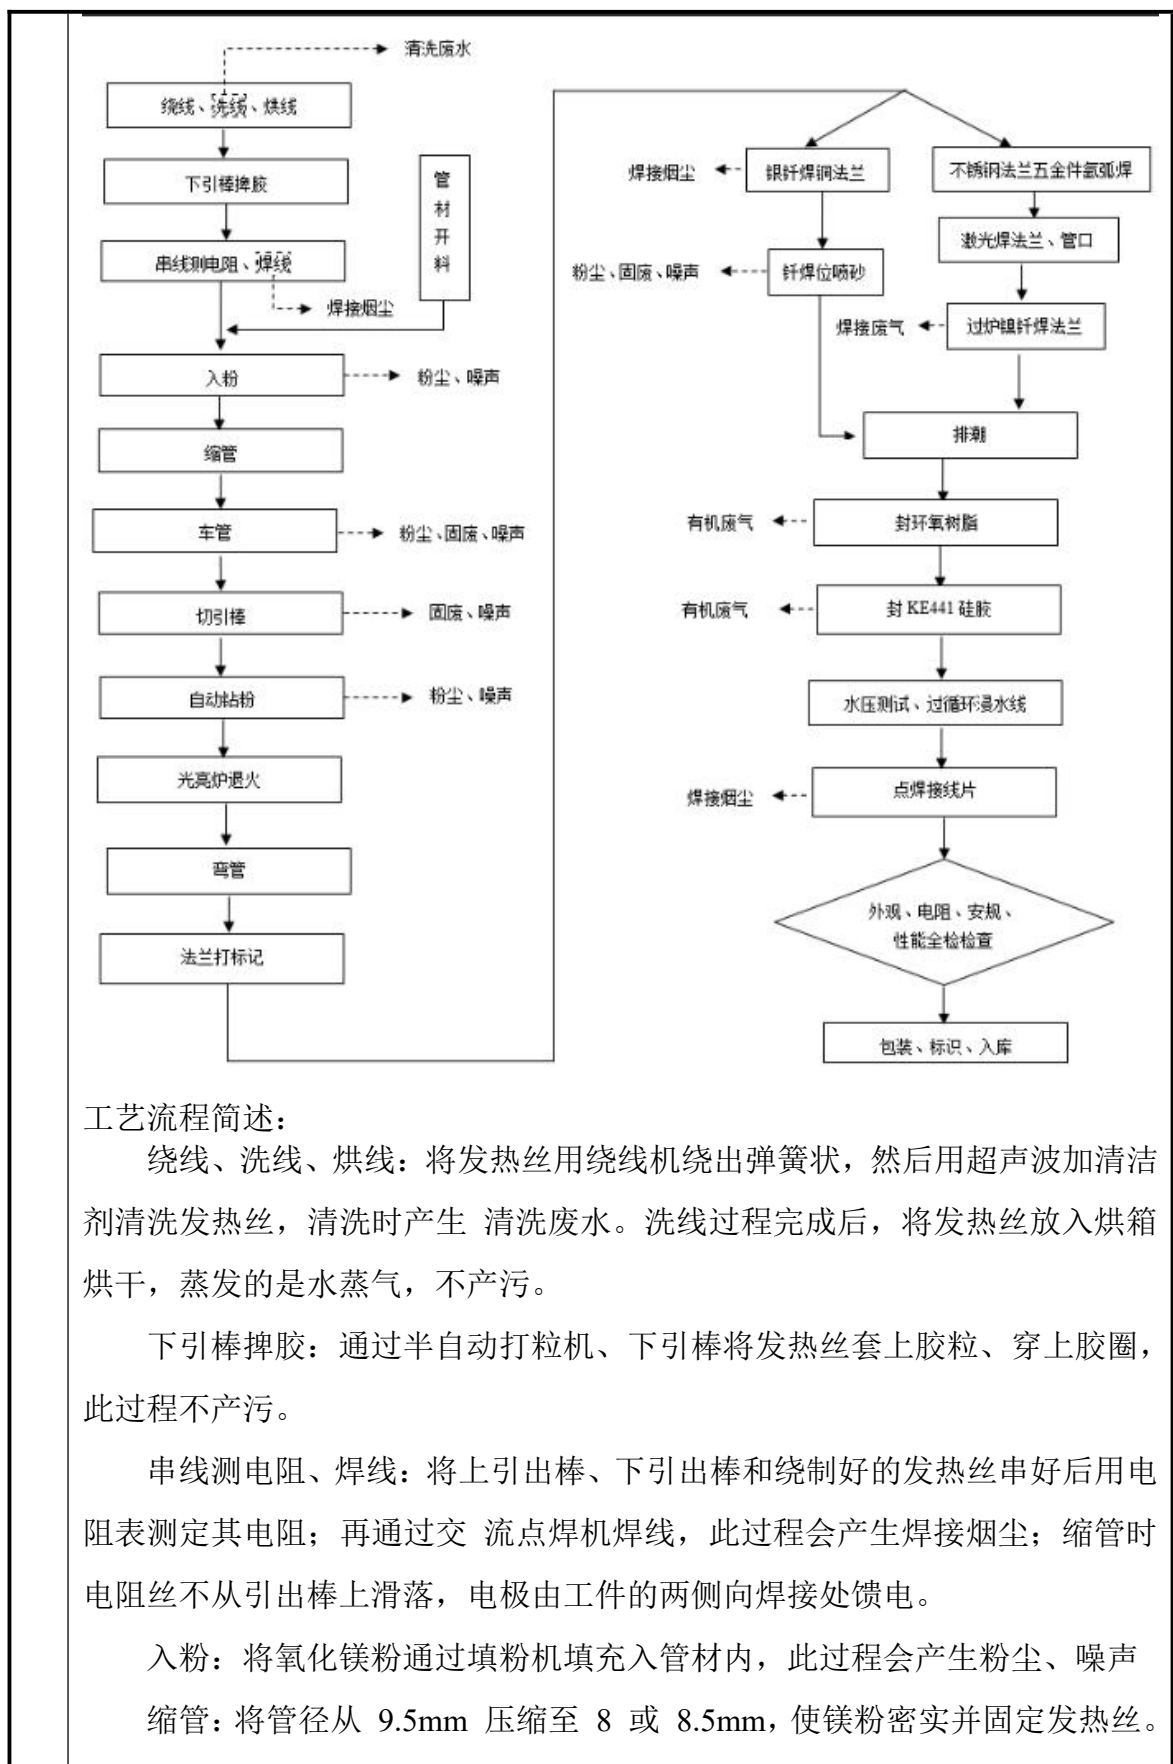 清洗废水
绕线、洗线、烘线
下引棒捭胶
管材开料
串线测电阻、焊线
焊接烟尘
入粉
粉尘、噪声
缩管
车管
粉尘、固废、噪声
切引棒
固废、噪声
自动钻粉
粉尘、噪声
光亮炉退火
弯管
法兰打标记
焊接烟尘
银钎焊铜法兰
不锈钢法兰五金件氩弧焊
激光焊法兰、管口
粉尘、固废、噪声
钎焊位喷砂
焊接废气
过炉镍钎焊法兰
排潮
有机废气
封环氧树脂
有机废气
封 KE441 硅胶
水压测试、过循环浸水线
焊接烟尘
点焊接线片
外观、电阻、安规、
性能全检检查
包装、标识、入库
工艺流程简述：
绕线、洗线、烘线：将发热丝用绕线机绕出弹簧状，然后用超声波加清洁
剂清洗发热丝，清洗时产生 清洗废水。洗线过程完成后，将发热丝放入烘箱
烘干，蒸发的是水蒸气，不产污。
下引棒捭胶：通过半自动打粒机、下引棒将发热丝套上胶粒、穿上胶圈，
此过程不产污。
串线测电阻、焊线：将上引出棒、下引出棒和绕制好的发热丝串好后用电
阻表测定其电阻；再通过交 流点焊机焊线，此过程会产生焊接烟尘；缩管时
电阻丝不从引出棒上滑落，电极由工件的两侧向焊接处馈电。
入粉：将氧化镁粉通过填粉机填充入管材内，此过程会产生粉尘、噪声
缩管：将管径从 9.5mm 压缩至 8 或 8.5mm，使镁粉密实并固定发热丝。